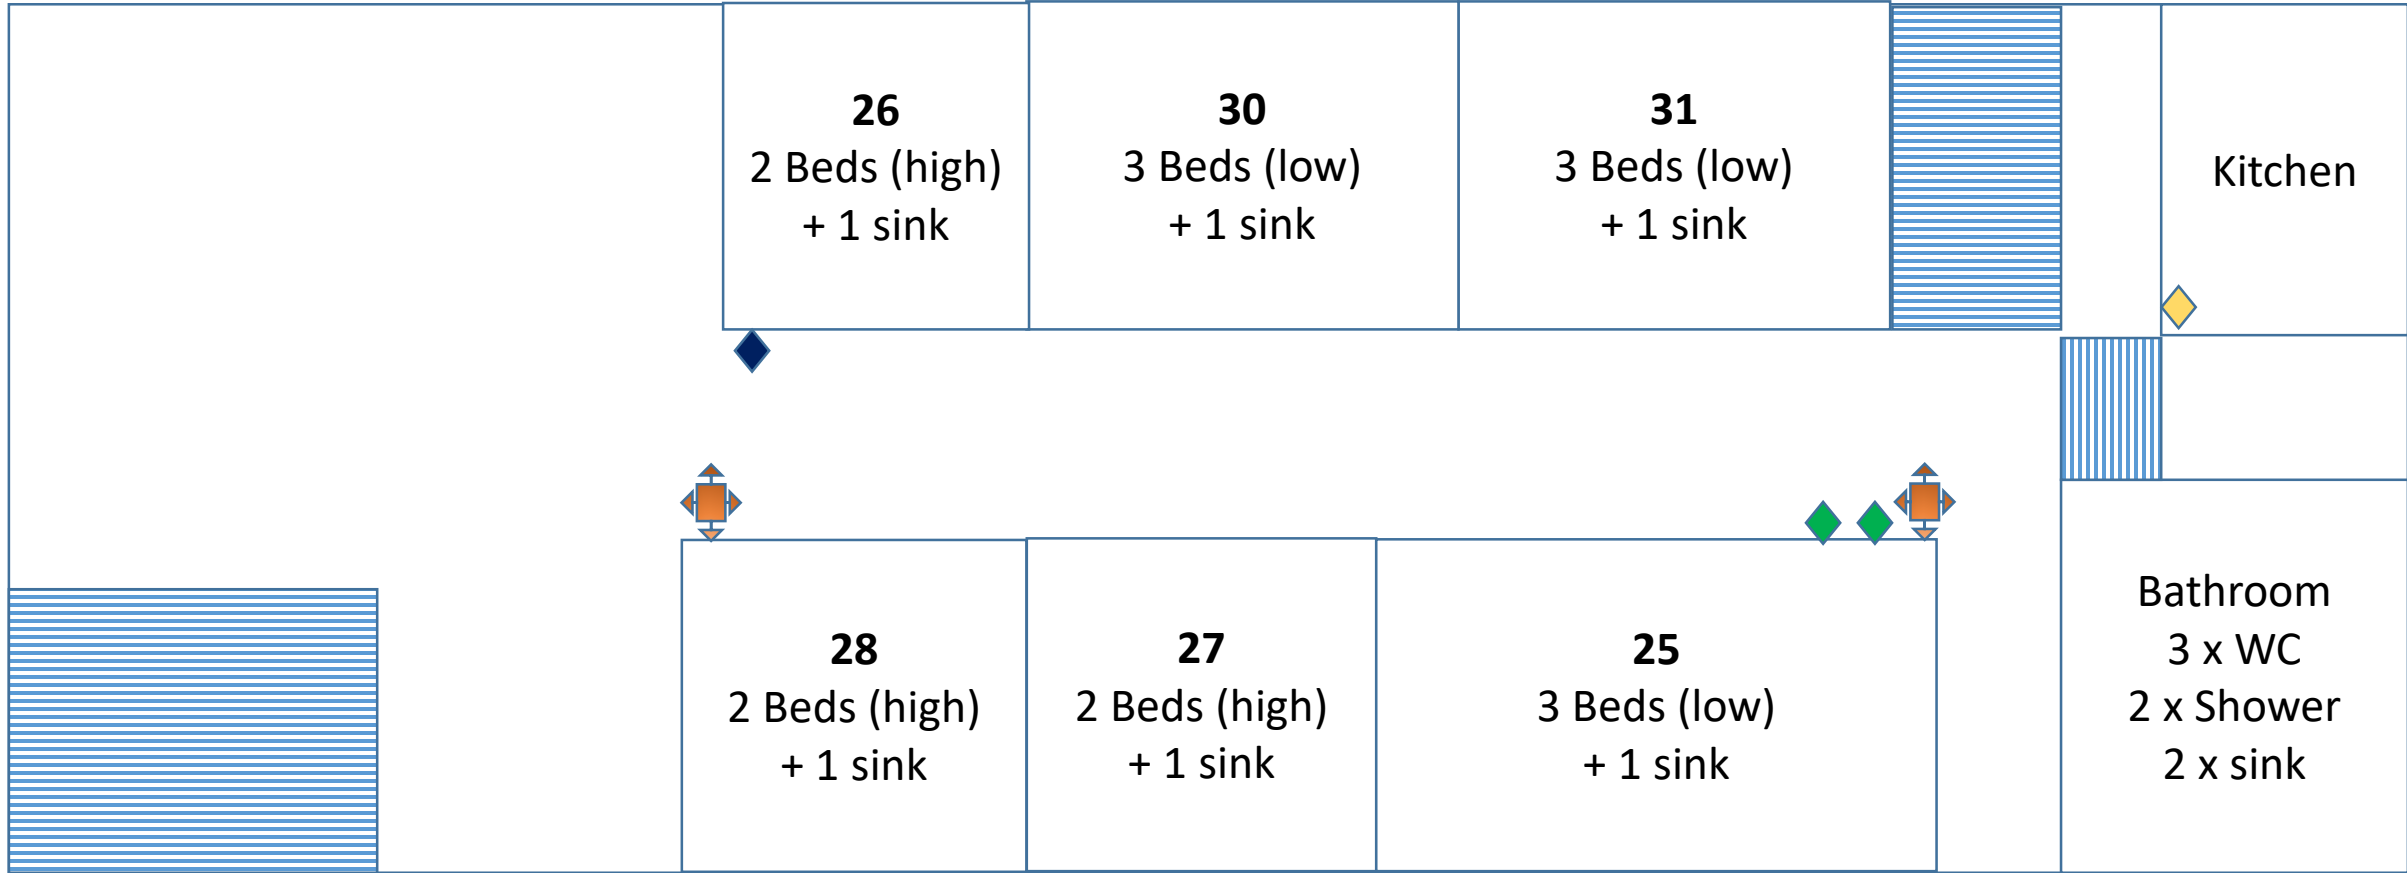 26
2 Beds (high)
+ 1 sink
30
3 Beds (low)
+ 1 sink
31
3 Beds (low)
+ 1 sink
Kitchen
28
2 Beds (high)
+ 1 sink
27
2 Beds (high)
+ 1 sink
25
3 Beds (low)
+ 1 sink
Bathroom
3 x WC
2 x Shower
2 x sink